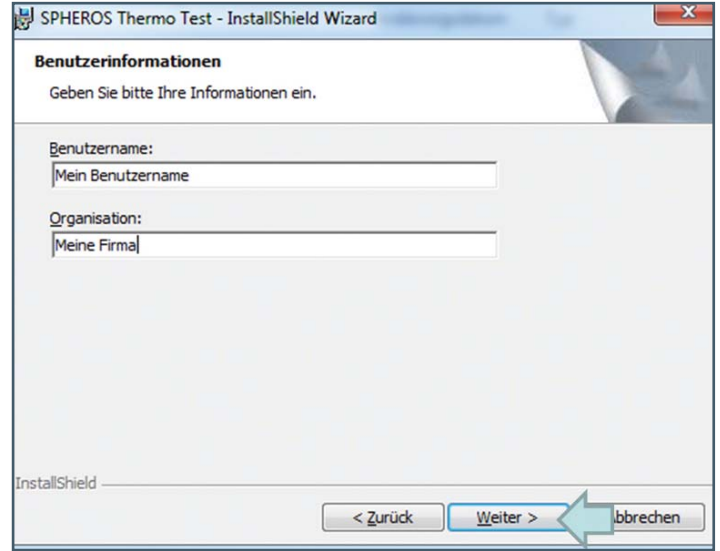 SPHEROS Thermo Test - InstallShield Wizard
Benutzerinformationen
Geben Sie bitte Ihre Informationen ein.
Benutzername:
Mein Benutzername
Organisation:
Meine Firma
InstallShield
< Zurück Weiter > bbrechen